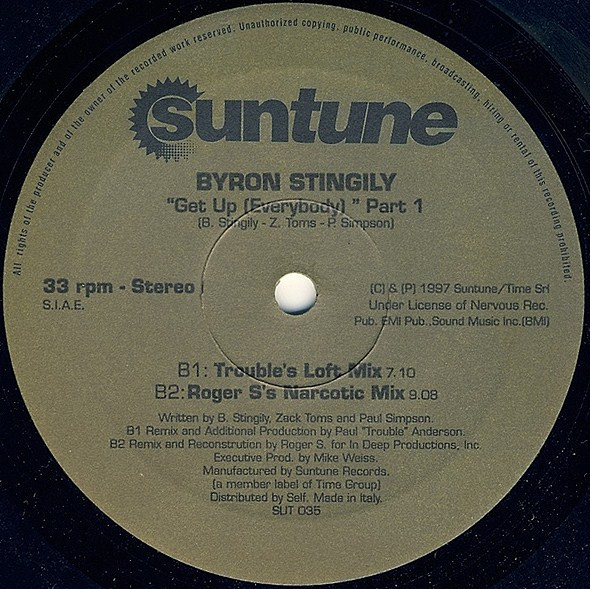 All rights of the producer and of the owner of the recorded work reserved. Unauthorized copying, public performance, broadcasting, hiring or rental of this recording prohibited.
suntune
BYRON STINGILY
"Get Up (Everybody) " Part 1
(B. Stingily - Z. Toms - P. Simpson)
33 rpm - Stereo
S.I.A.E.
(C) & (P) 1997 Suntune/Time Srl
Under License of Nervous Rec.
Pub. EMI Pub.,Sound Music Inc.(BMI)
B1: Trouble's Loft Mix 7.10
B2: Roger S's Narcotic Mix 9.08
Written by B. Stingily, Zack Toms and Paul Simpson.
B1 Remix and Additional Production by Paul "Trouble" Anderson.
B2 Remix and Reconstrution by Roger S. for In Deep Productions, Inc.
Executive Prod. by Mike Weiss.
Manufactured by Suntune Records.
(a member label of Time Group)
Distributed by Self. Made in Italy.
SUT 035